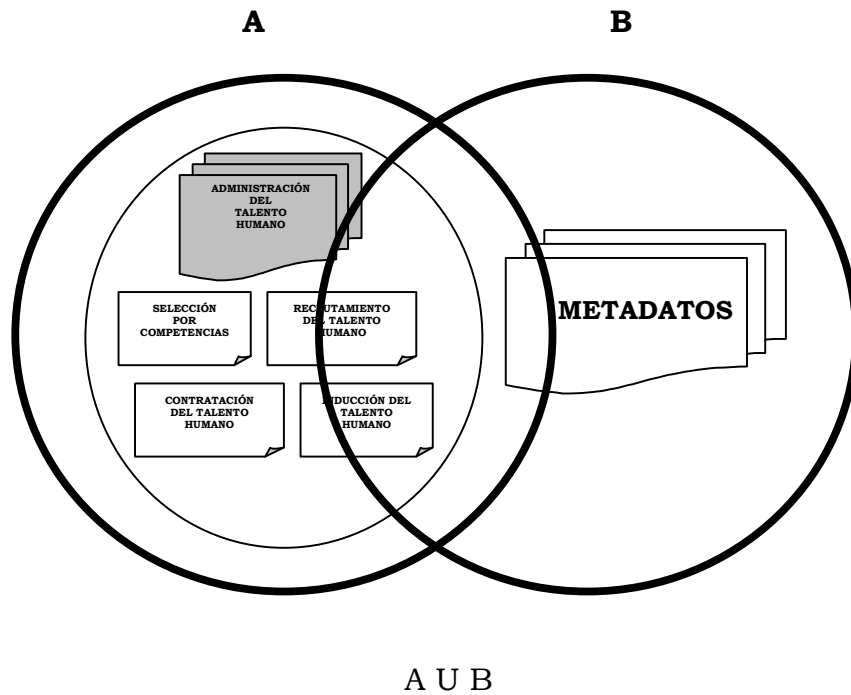 A
B
ADMINISTRACIÓN
DEL
TALENTO
HUMANO
METADATOS
SELECCIÓN
POR
COMPETENCIAS
RECLUTAMIENTO
DEL TALENTO
HUMANO
CONTRATACIÓN
DEL TALENTO
HUMANO
INDUCCIÓN DEL
TALENTO
HUMANO
A U B